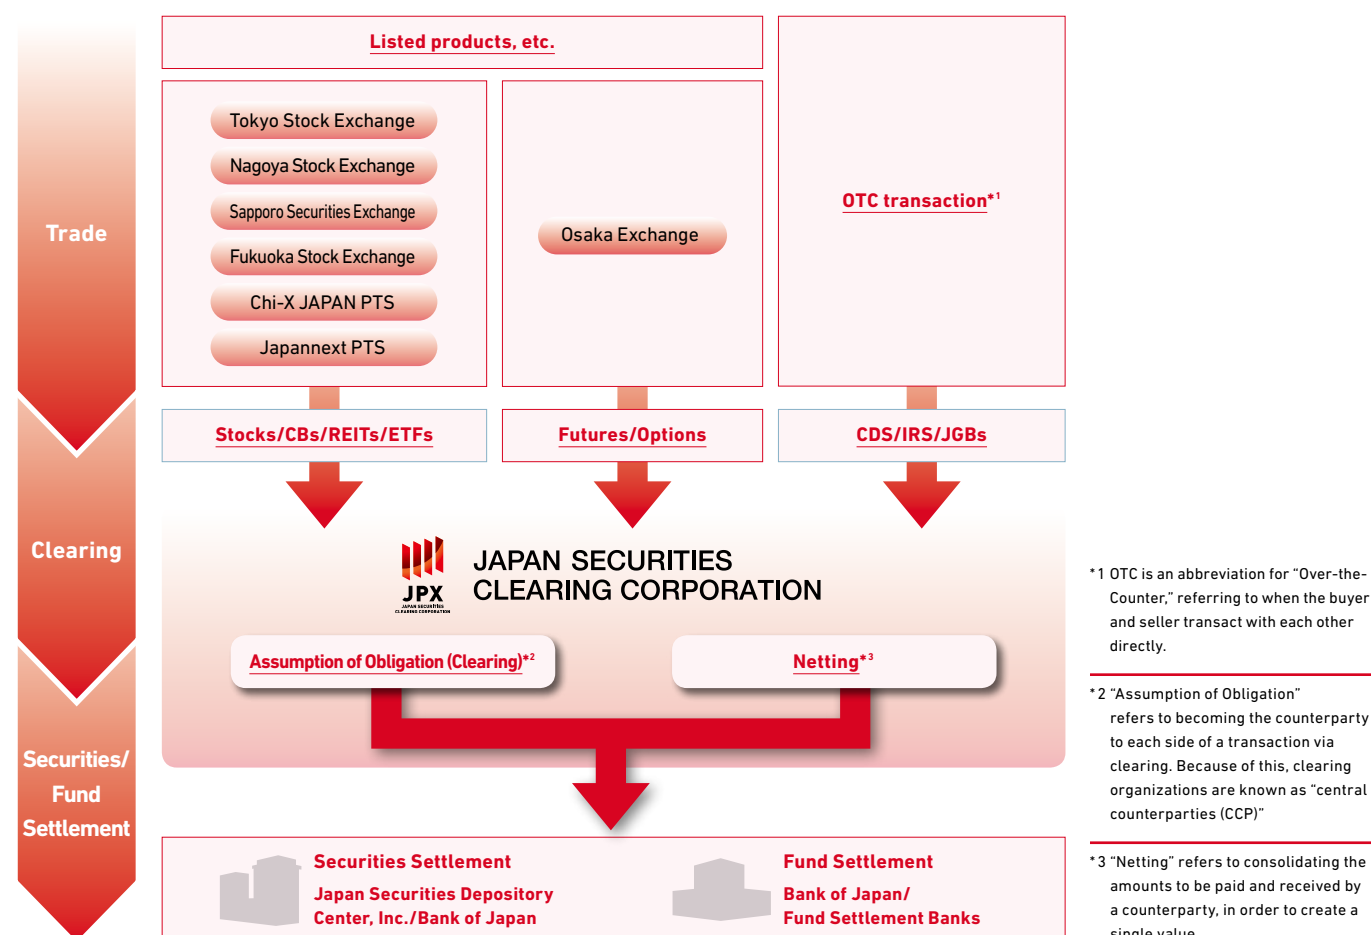 Listed products, etc.
Tokyo Stock Exchange
Nagoya Stock Exchange
Sapporo Securities Exchange
Fukuoka Stock Exchange
Chi-X JAPAN PTS
Japannext PTS
Osaka Exchange
OTC transaction*1
Trade
Stocks/CBs/REITs/ETFs
Futures/Options
CDS/IRS/JGBs
Clearing
JPX
JAPAN SECURITIES
CLEARING CORPORATION
JAPAN SECURITIES
CLEARING CORPORATION
Assumption of Obligation (Clearing)*2
Netting*3
Securities/
Fund
Settlement
Securities Settlement
Japan Securities Depository
Center, Inc./Bank of Japan
Fund Settlement
Bank of Japan/
Fund Settlement Banks
*1 OTC is an abbreviation for “Over-the-
Counter,” referring to when the buyer
and seller transact with each other
directly.
*2 “Assumption of Obligation”
refers to becoming the counterparty
to each side of a transaction via
clearing. Because of this, clearing
organizations are known as “central
counterparties (CCP)”
*3 “Netting” refers to consolidating the
amounts to be paid and received by
a counterparty, in order to create a
single value